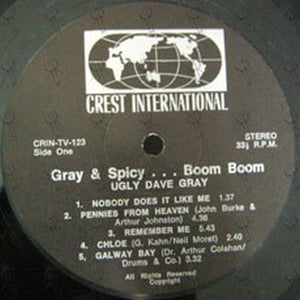 CREST INTERNATIONAL
CRIN-TV-123 STEREO
Side One 33⅓ R.P.M.
Gray & Spicy . . . Boom Boom
UGLY DAVE GRAY
1. NOBODY DOES IT LIKE ME 1.37
2. PENNIES FROM HEAVEN (John Burke &
Arthur Johnston) 4.36
3. REMEMBER ME 5.43
4. CHLOE (G. Kahn/Neil Moret) 2.40
5. GALWAY BAY (Dr. Arthur Colahan/
Drums & Co.) 3.32
All Rights Reserved
Copyright